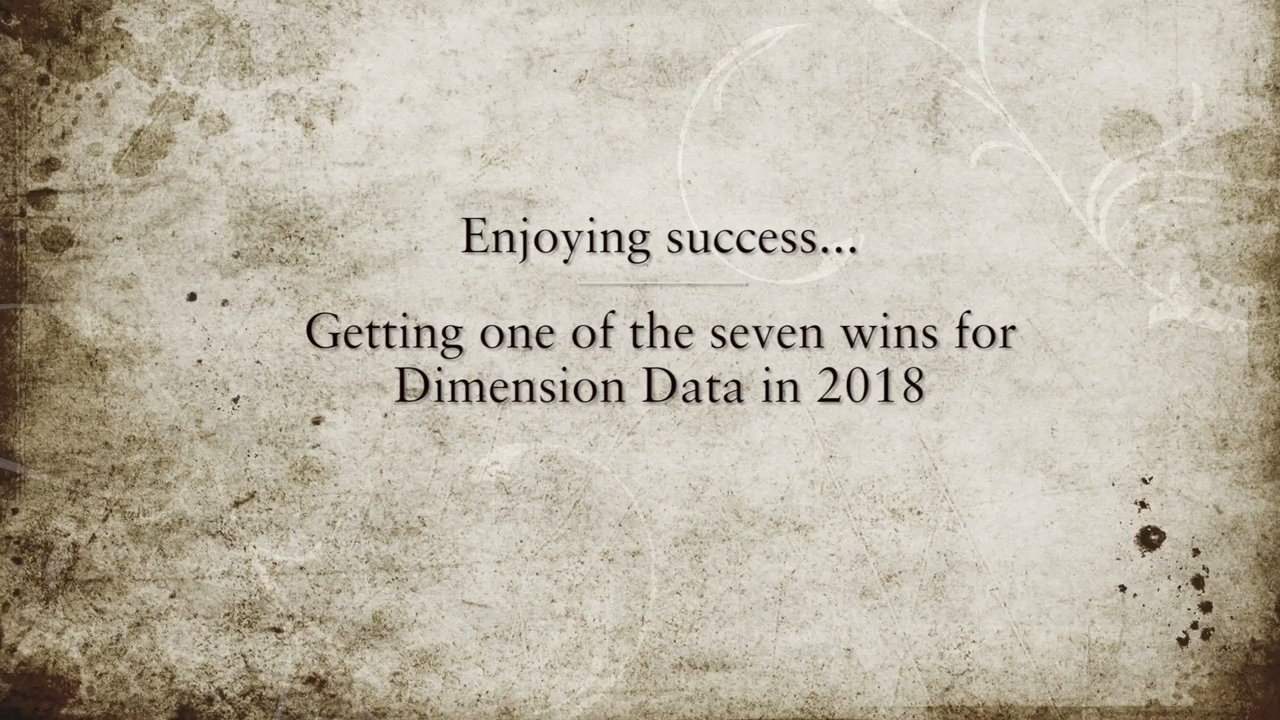 Enjoying success...
Getting one of the seven wins for
Dimension Data in 2018